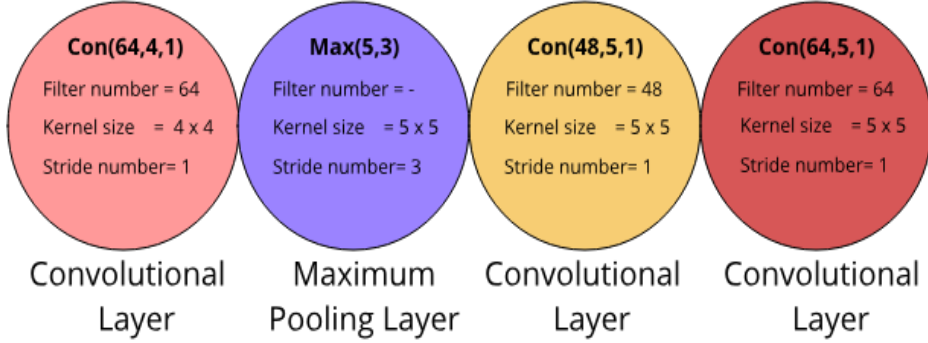 Con(64,4,1)
Filter number = 64
Kernel size = 4 x 4
Stride number= 1
Convolutional
Layer
Max(5,3)
Filter number = -
Kernel size = 5 x 5
Stride number= 3
Maximum
Pooling Layer
Con(48,5,1)
Filter number = 48
Kernel size = 5 x 5
Stride number= 1
Convolutional
Layer
Con(64,5,1)
Filter number = 64
Kernel size = 5 x 5
Stride number= 1
Convolutional
Layer